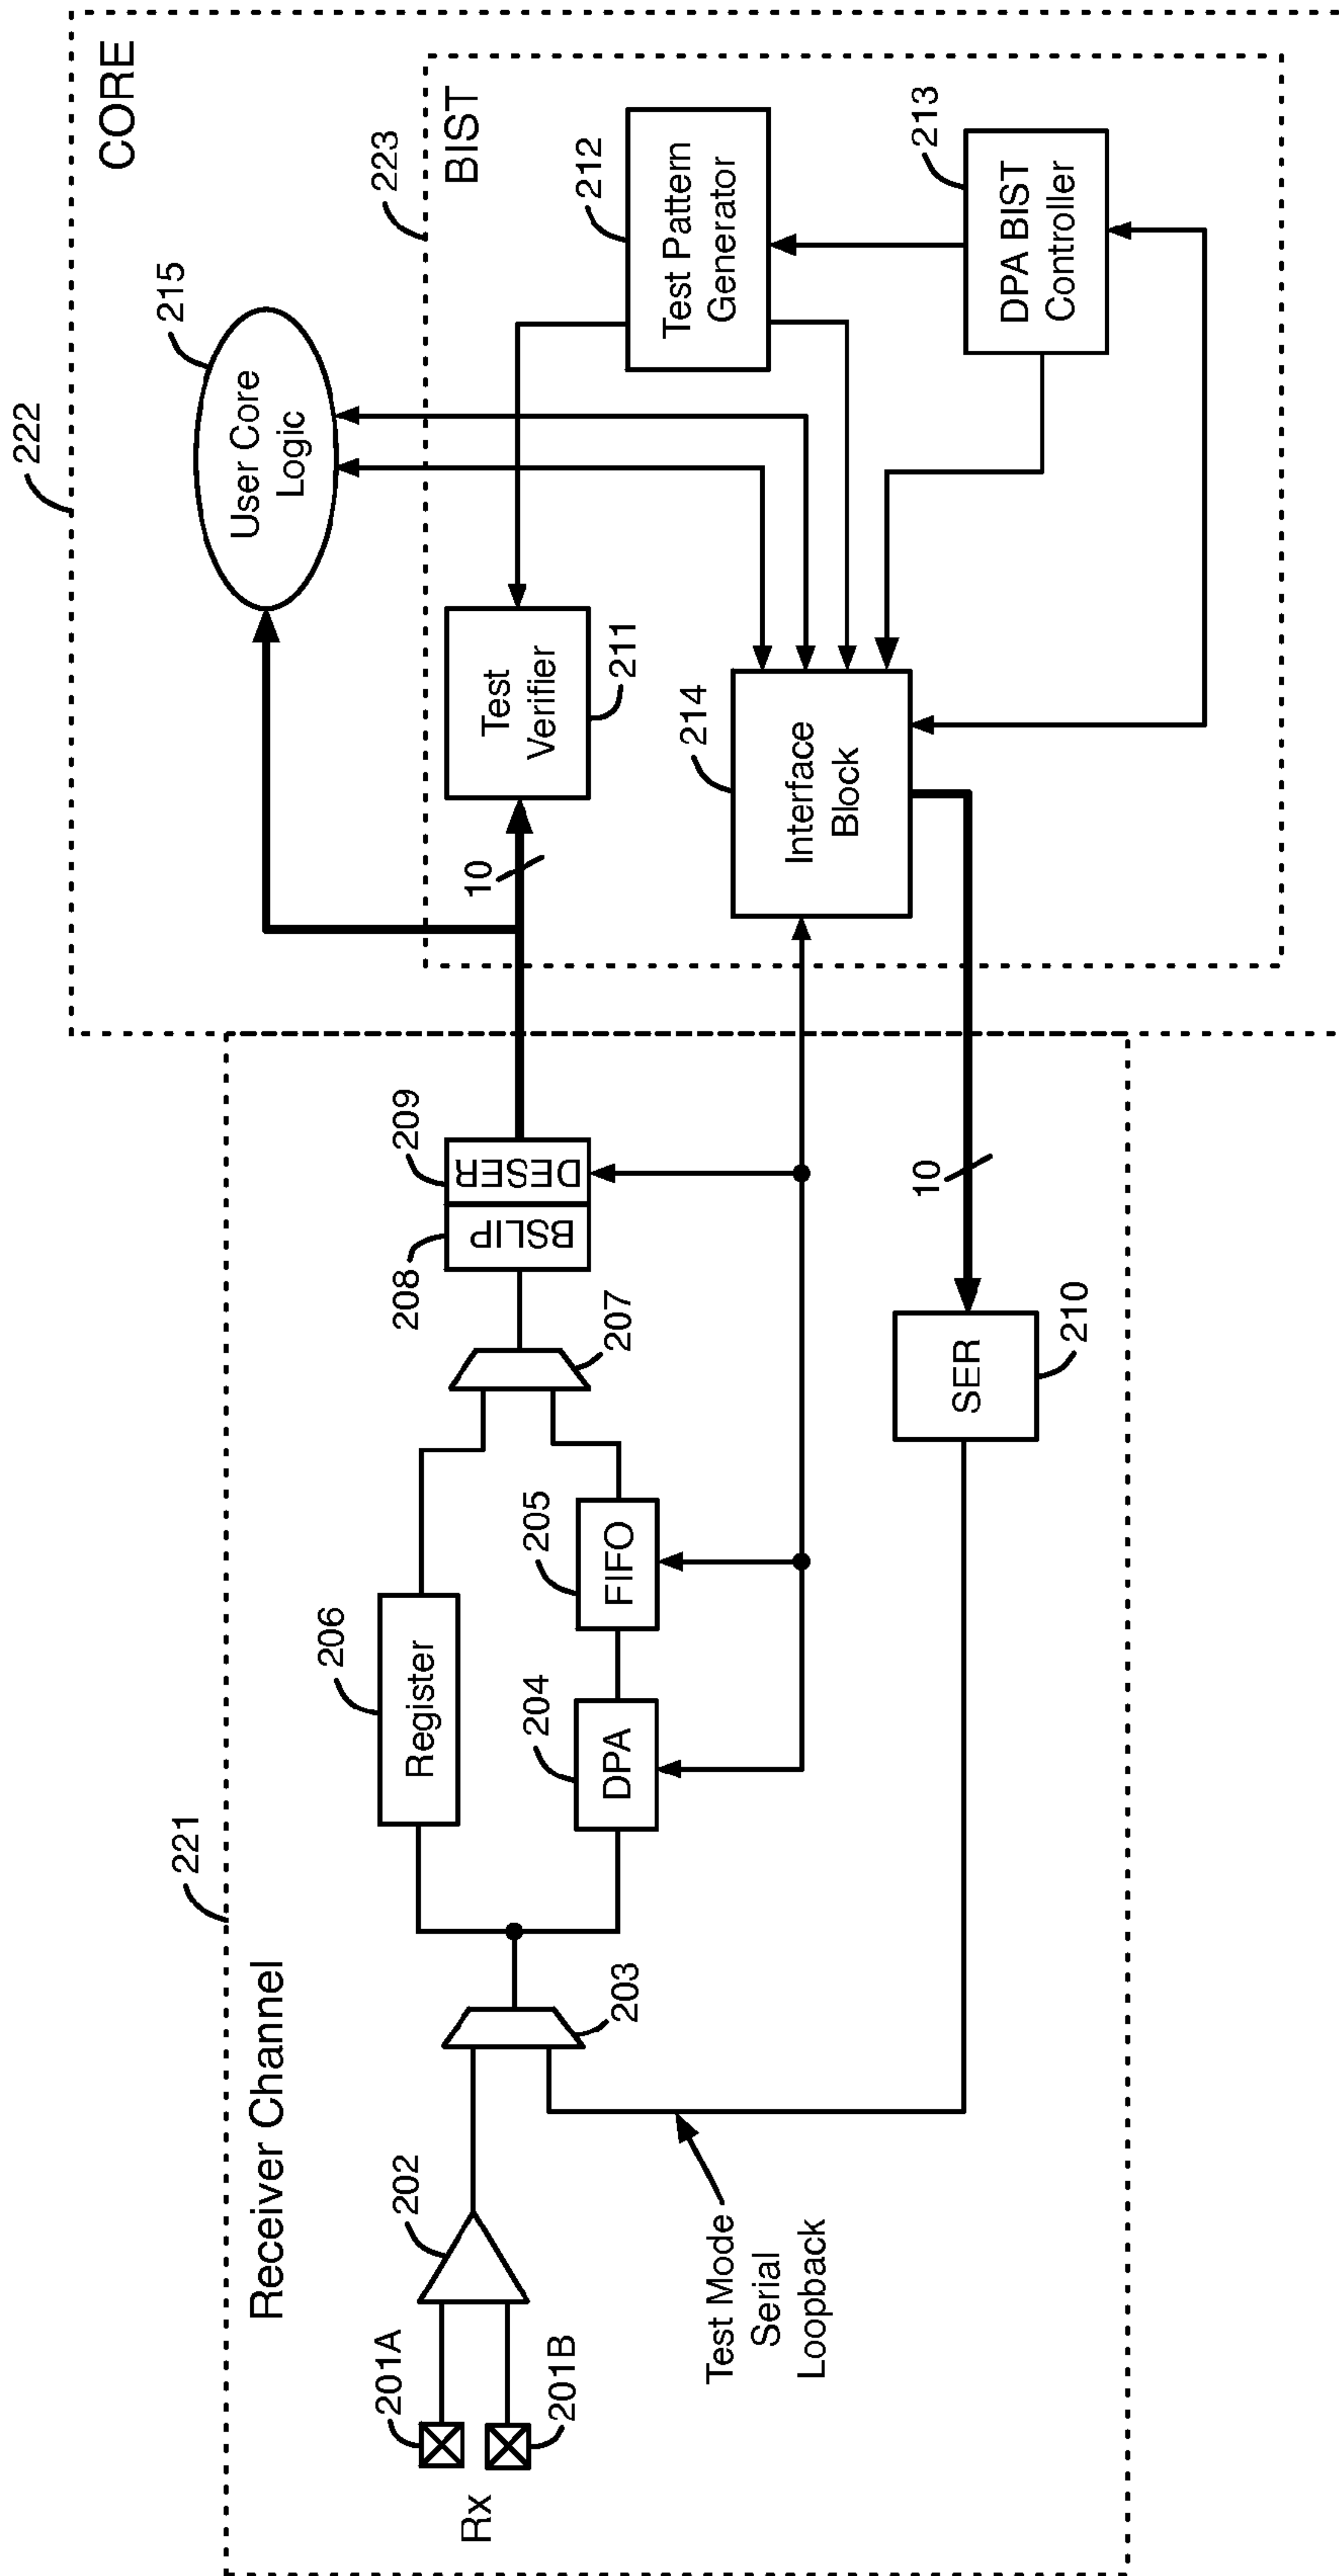 222
CORE
215
User Core
Logic
223
BIST
212
Test Pattern
Generator
213
DPA BIST
Controller
Test
Verifier
211
10
214
Interface
Block
221
Receiver Channel
Rx
201A
201B
202
203
Test Mode
Serial
Loopback
206
Register
204
DPA
205
FIFO
207
208
BSLIP
209
DESER
10
SER
210